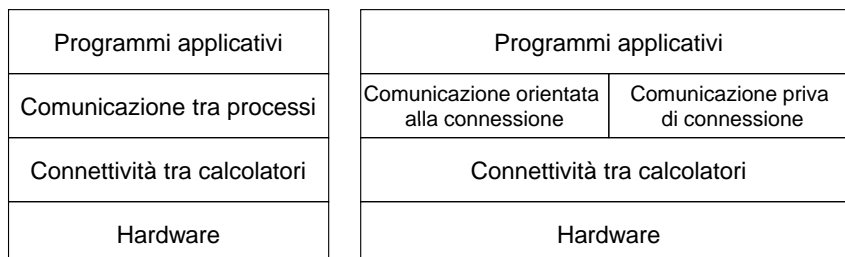 Programmi applicativi
Comunicazione tra processi
Connettività tra calcolatori
Hardware
Programmi applicativi
Comunicazione orientata
alla connessione
Comunicazione priva
di connessione
Connettività tra calcolatori
Hardware